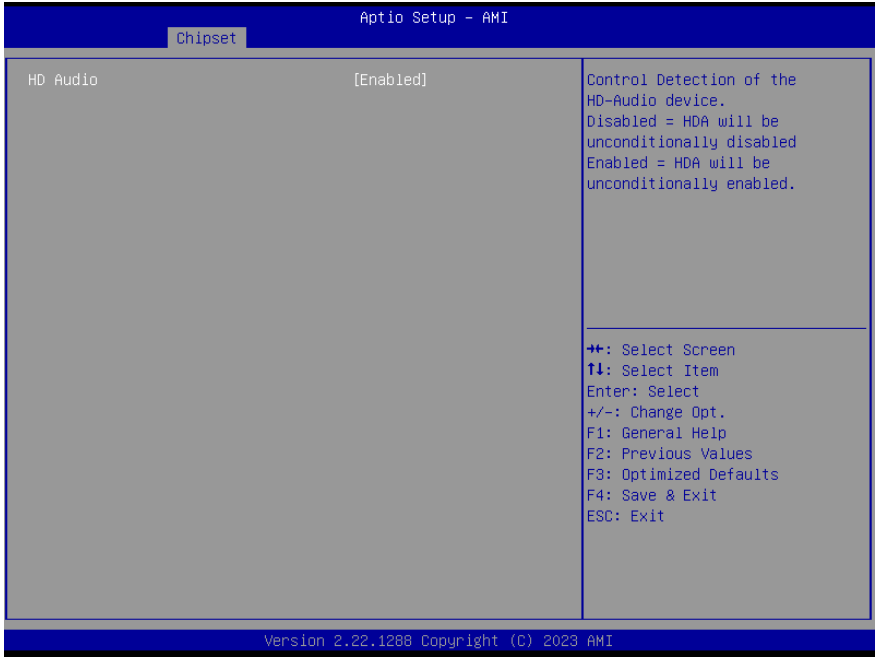 Aptio Setup – AMI
Chipset
HD Audio [Enabled]
Control Detection of the
HD-Audio device.
Disabled = HDA will be
unconditionally disabled
Enabled = HDA will be
unconditionally enabled.
→←: Select Screen
↑↓: Select Item
Enter: Select
+/-: Change Opt.
F1: General Help
F2: Previous Values
F3: Optimized Defaults
F4: Save & Exit
ESC: Exit
Version 2.22.1288 Copyright (C) 2023 AMI